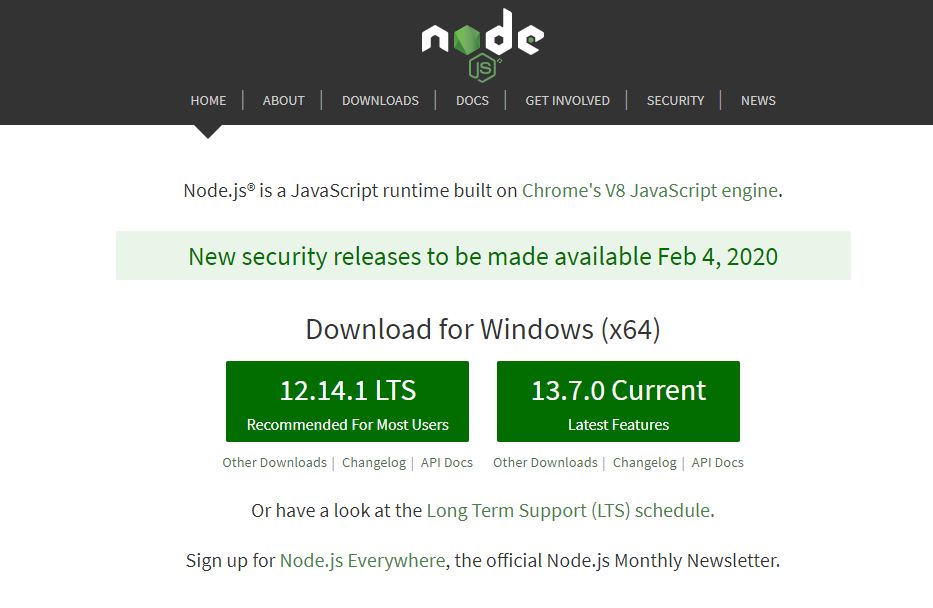 node
JS
HOME | ABOUT | DOWNLOADS | DOCS | GET INVOLVED | SECURITY | NEWS
Node.js® is a JavaScript runtime built on Chrome's V8 JavaScript engine.
New security releases to be made available Feb 4, 2020
Download for Windows (x64)
12.14.1 LTS
Recommended For Most Users
13.7.0 Current
Latest Features
Other Downloads | Changelog | API Docs
Other Downloads | Changelog | API Docs
Or have a look at the Long Term Support (LTS) schedule.
Sign up for Node.js Everywhere, the official Node.js Monthly Newsletter.